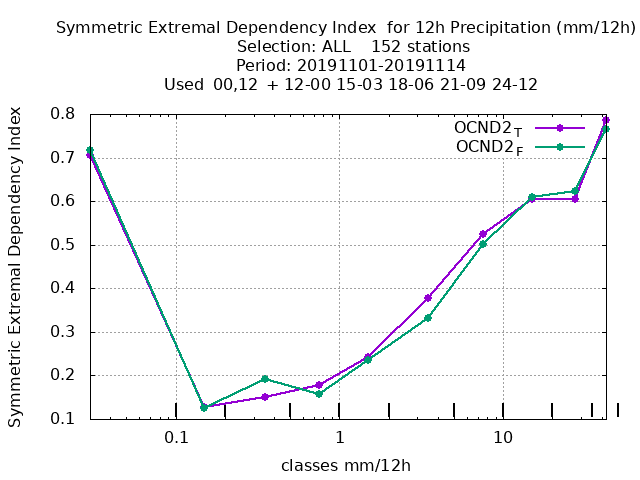 Symmetric Extremal Dependency Index  for 12h Precipitation (mm/12h)
Selection: ALL    152 stations
Period: 20191101-20191114
Used  00,12  + 12-00 15-03 18-06 21-09 24-12
Symmetric Extremal Dependency Index
0.8
0.7
0.6
0.5
0.4
0.3
0.2
0.1
OCND2T
OCND2F
0.1 1 10
classes mm/12h